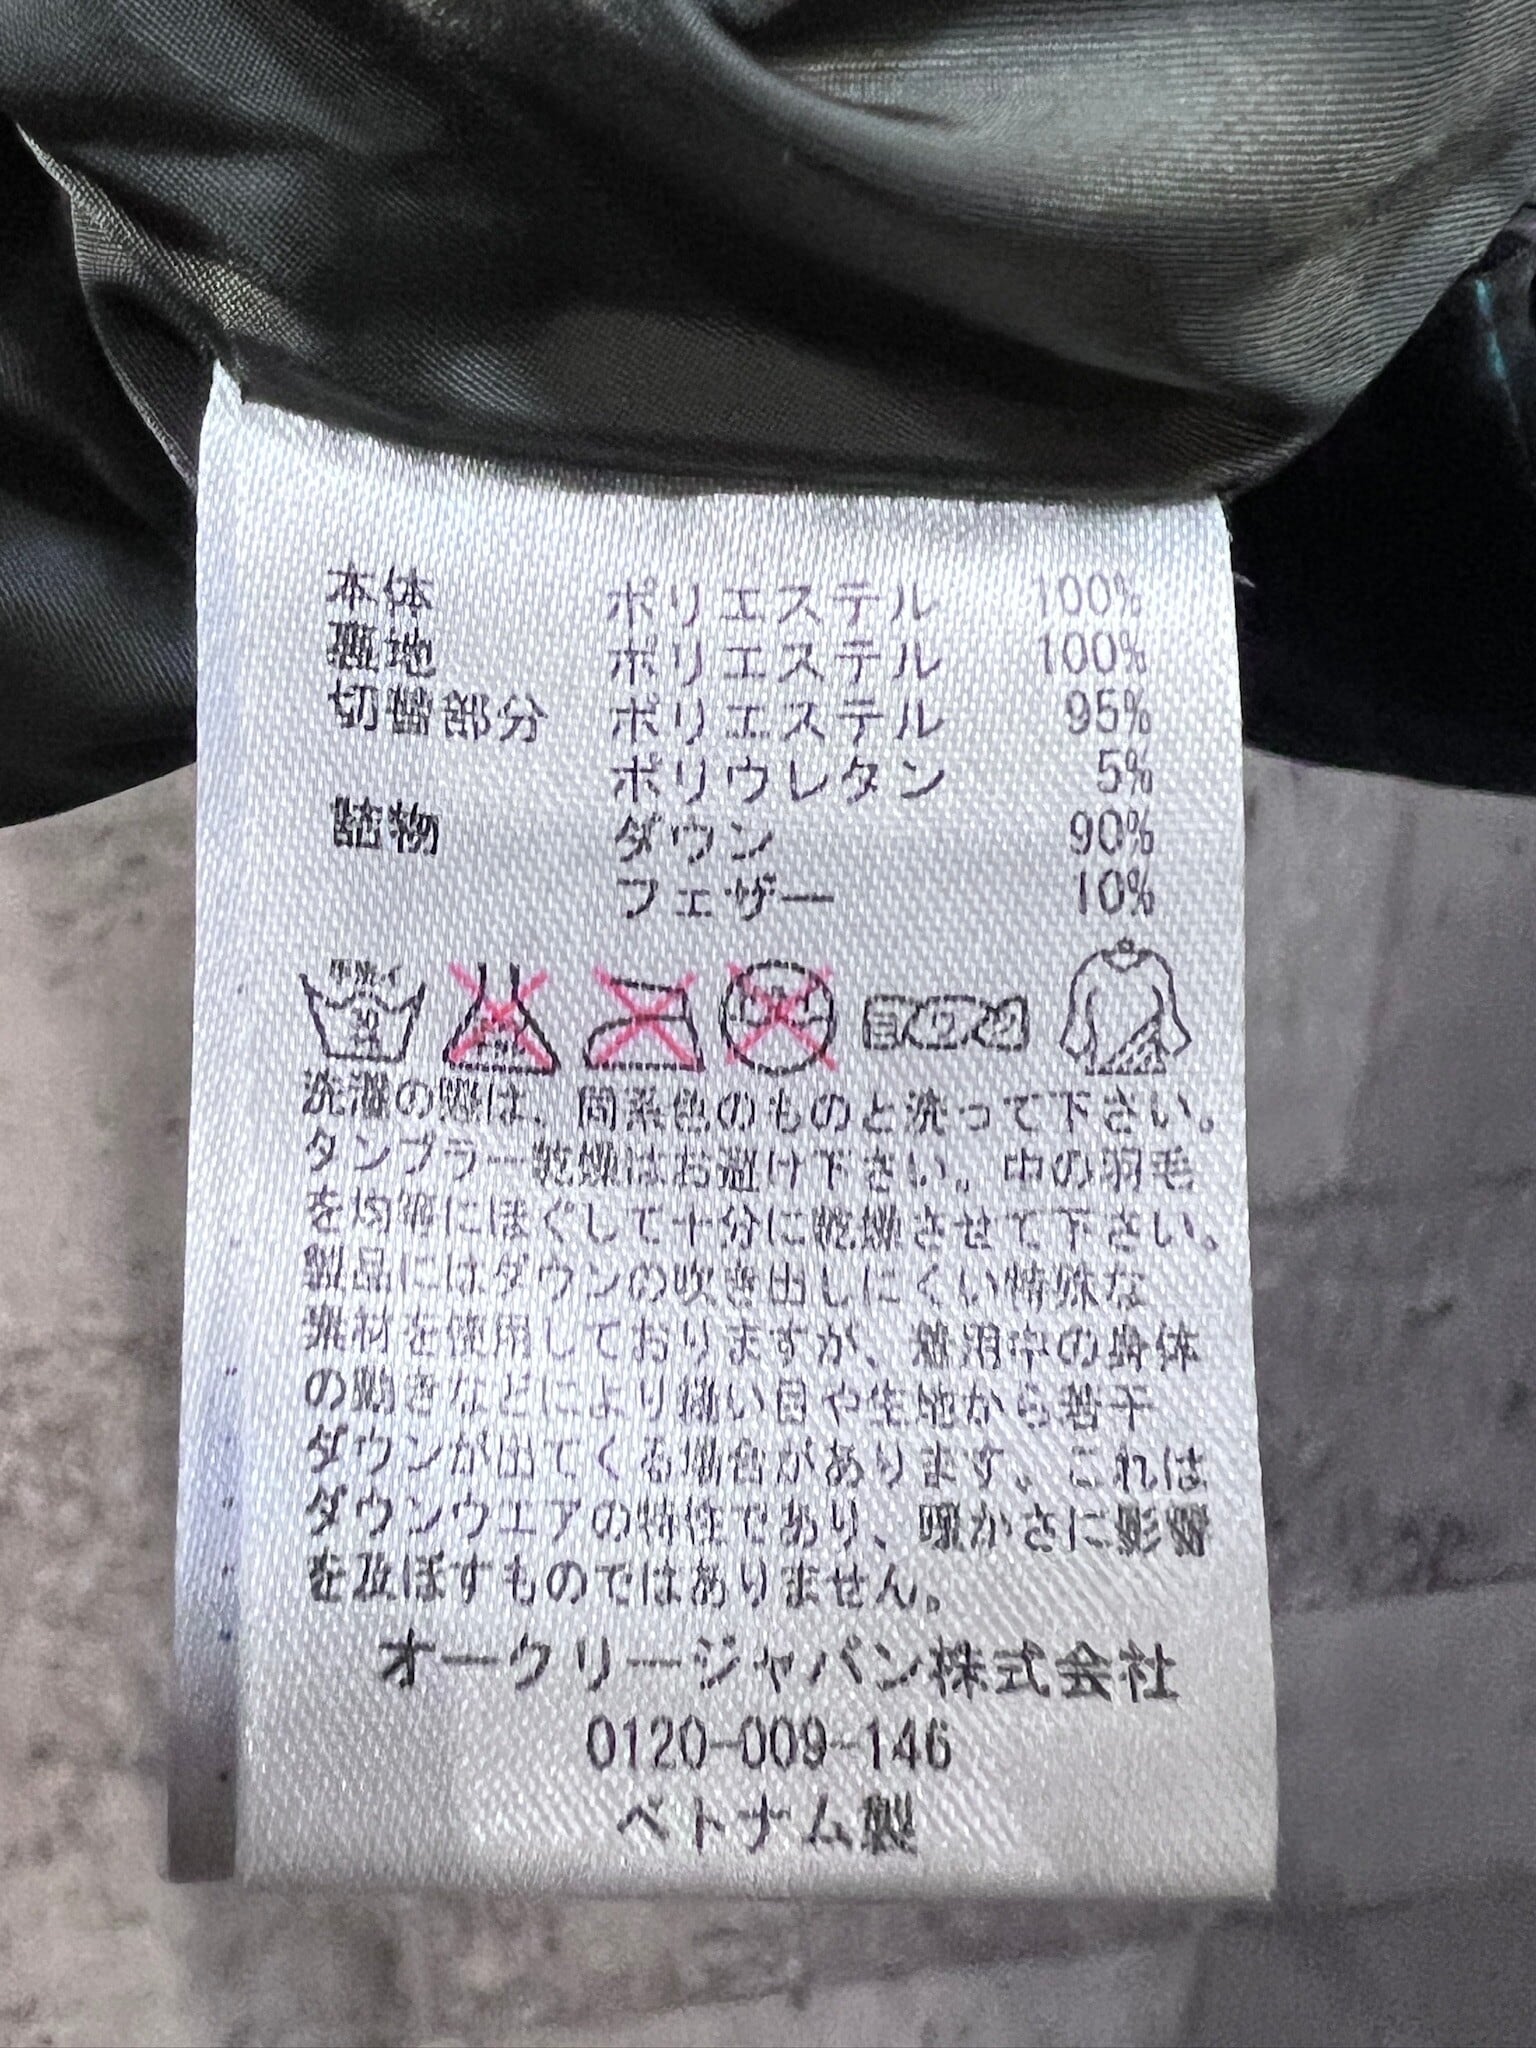 本体 ポリエステル 100%
裏地 ポリエステル 100%
切替部分 ポリエステル 95%
ポリウレタン 5%
詰物 ダウン 90%
フェザー 10%
手洗イ 30
洗濯の際は、同系色のものと洗って下さい。
タンブラー乾燥はお避け下さい。中の羽毛
を均等にほぐして十分に乾燥させて下さい。
製品にはダウンの吹き出しにくい特殊な
素材を使用しておりますが、着用中の身体
の動きなどにより縫い目や生地から若干
ダウンが出てくる場合があります。これは
ダウンウエアの特性であり、暖かさに影響
を及ぼすものではありません。
オークリージャパン株式会社
0120-009-146
ベトナム製